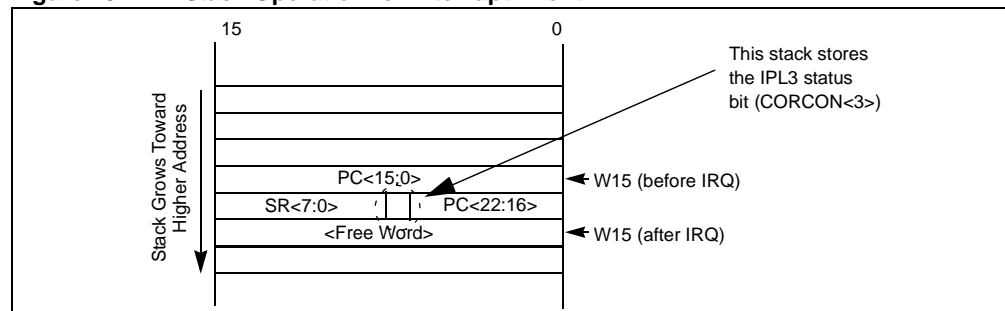 15
0
This stack stores
the IPL3 status
bit (CORCON<3>)
Stack Grows Toward
Higher Address
PC<15:0>
W15 (before IRQ)
SR<7:0>
PC<22:16>
<Free Word>
W15 (after IRQ)